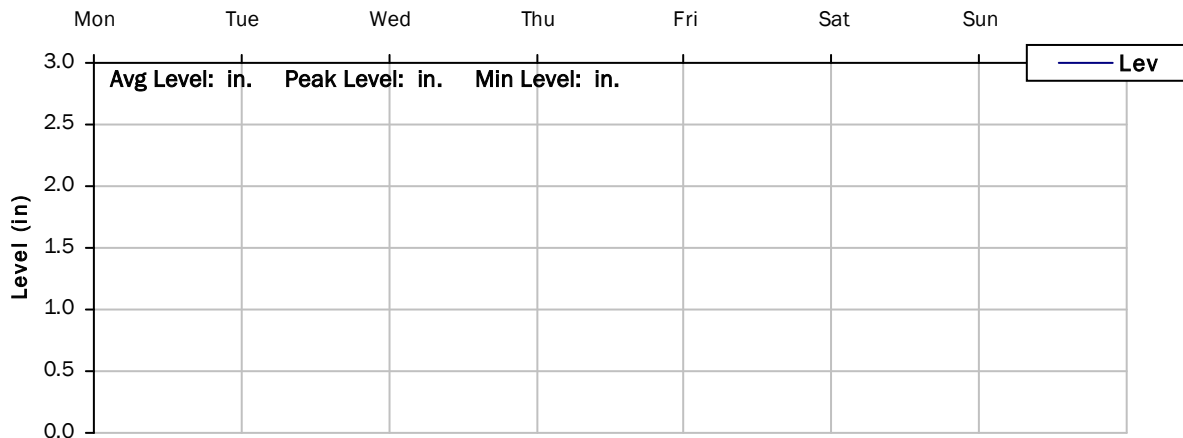 Mon Tue Wed Thu Fri Sat Sun
3.0
Avg Level: in. Peak Level: in. Min Level: in.
Lev
2.5
2.0
1.5
1.0
0.5
0.0
Level (in)